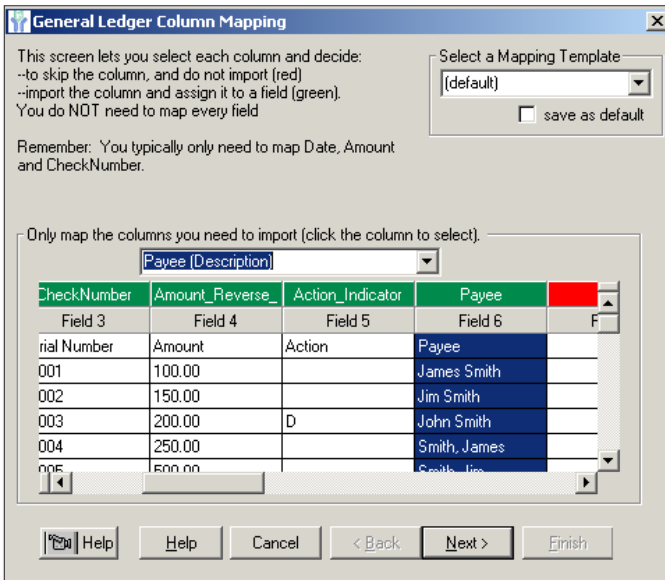 General Ledger Column Mapping
This screen lets you select each column and decide:
--to skip the column, and do not import (red)
--import the column and assign it to a field (green).
You do NOT need to map every field
Remember: You typically only need to map Date, Amount
and CheckNumber.
Select a Mapping Template
(default)
save as default
Only map the columns you need to import (click the column to select).
Payee (Description)
CheckNumber Amount_Reverse_ Action_Indicator Payee
Field 3 Field 4 Field 5 Field 6 F
rial Number Amount Action Payee
001 100.00 James Smith
002 150.00 Jim Smith
003 200.00 D John Smith
004 250.00 Smith, James
005 500.00 Smith, Jim
Help Help Cancel < Back Next > Finish